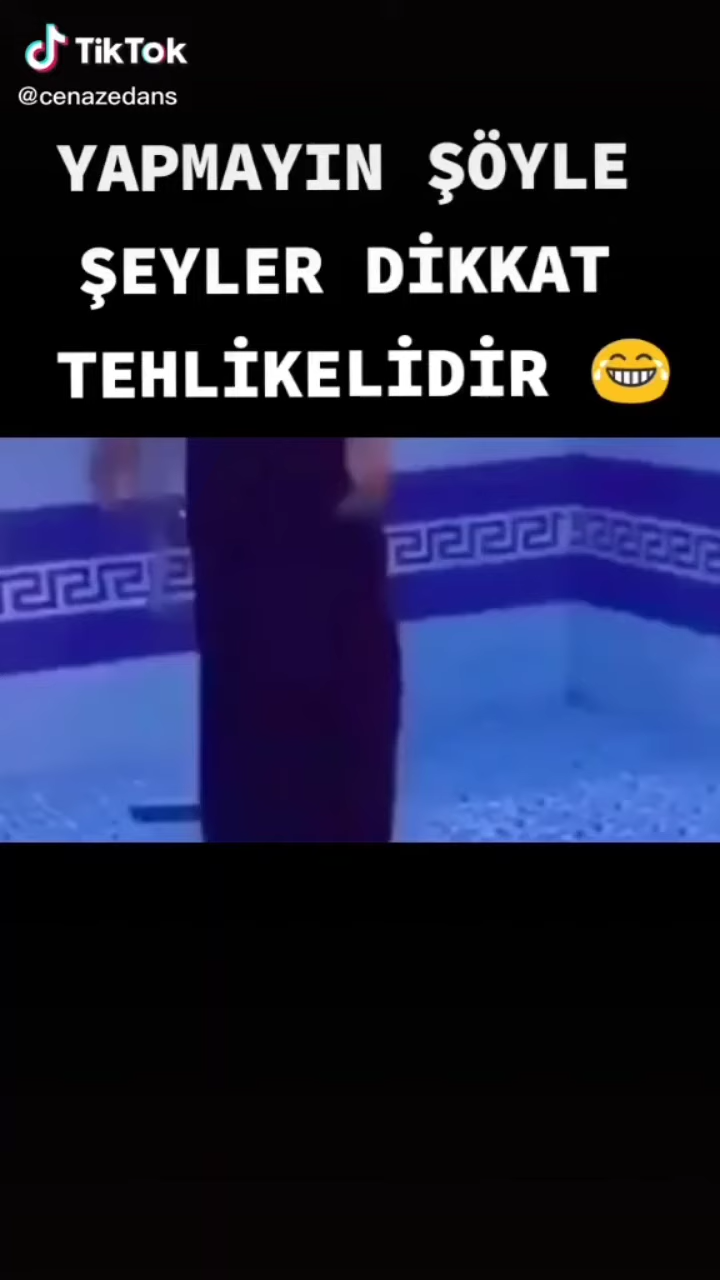 TikTok
@cenazedans
YAPMAYIN ŞÖYLE
ŞEYLER DİKKAT
TEHLİKELİDİR 😂